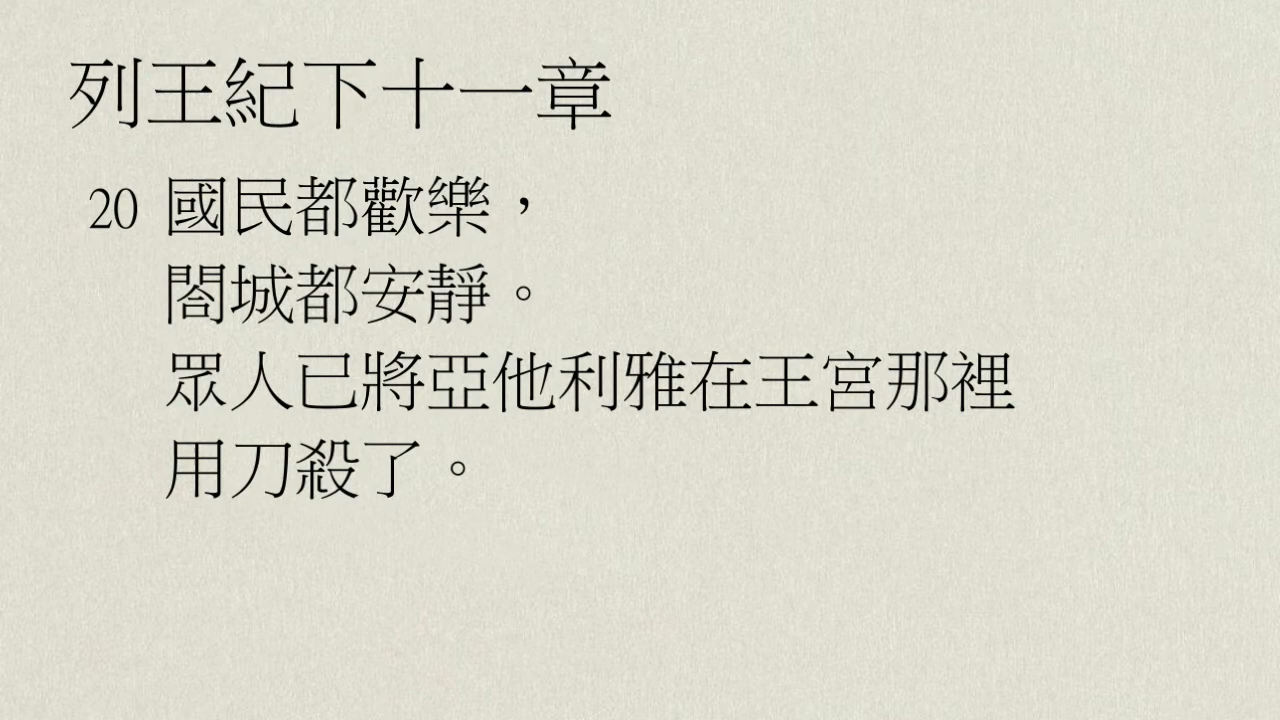 列王紀下十一章
20 國民都歡樂，
閤城都安靜。
眾人已將亞他利雅在王宮那裡
用刀殺了。